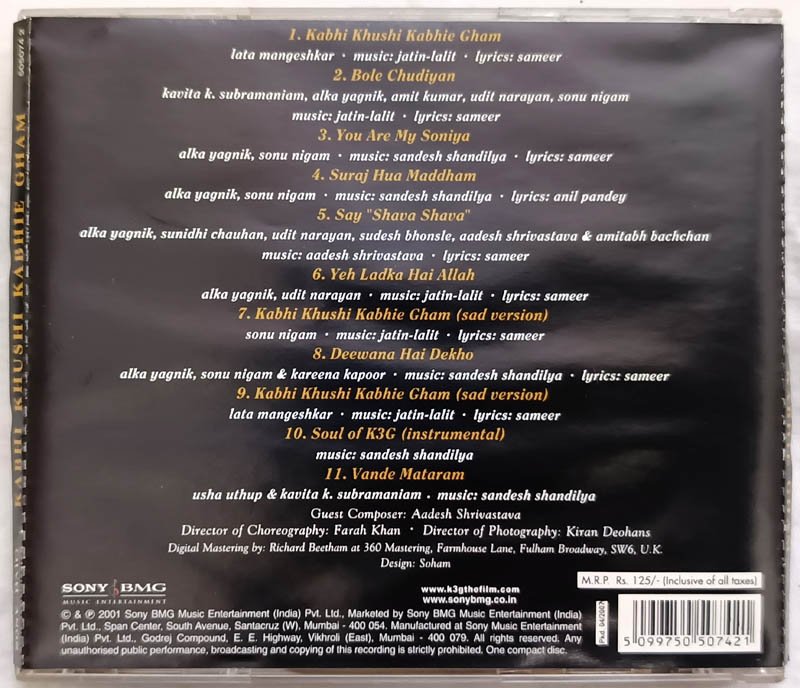 605074 2
KABHI KHUSHI KABHIE GHAM
1. Kabhi Khushi Kabhie Gham
lata mangeshkar · music: jatin-lalit · lyrics: sameer
2. Bole Chudiyan
kavita k. subramaniam, alka yagnik, amit kumar, udit narayan, sonu nigam
music: jatin-lalit · lyrics: sameer
3. You Are My Soniya
alka yagnik, sonu nigam · music: sandesh shandilya · lyrics: sameer
4. Suraj Hua Maddham
alka yagnik, sonu nigam · music: sandesh shandilya · lyrics: anil pandey
5. Say "Shava Shava"
alka yagnik, sunidhi chauhan, udit narayan, sudesh bhonsle, aadesh shrivastava & amitabh bachchan
music: aadesh shrivastava · lyrics: sameer
6. Yeh Ladka Hai Allah
alka yagnik, udit narayan · music: jatin-lalit · lyrics: sameer
7. Kabhi Khushi Kabhie Gham (sad version)
sonu nigam · music: jatin-lalit · lyrics: sameer
8. Deewana Hai Dekho
alka yagnik, sonu nigam & kareena kapoor · music: sandesh shandilya · lyrics: sameer
9. Kabhi Khushi Kabhie Gham (sad version)
lata mangeshkar · music: jatin-lalit · lyrics: sameer
10. Soul of K3G (instrumental)
music: sandesh shandilya
11. Vande Mataram
usha uthup & kavita k. subramaniam · music: sandesh shandilya
Guest Composer: Aadesh Shrivastava
Director of Choreography: Farah Khan · Director of Photography: Kiran Deohans
Digital Mastering by: Richard Beetham at 360 Mastering, Farmhouse Lane, Fulham Broadway, SW6, U.K.
Design: Soham
SONY BMG
MUSIC ENTERTAINMENT
www.k3gthefilm.com
www.sonybmg.co.in
M.R.P. Rs. 125/- (Inclusive of all taxes)
© & ℗ 2001 Sony BMG Music Entertainment (India) Pvt. Ltd., Marketed by Sony BMG Music Entertainment (India)
Pvt. Ltd., Span Center, South Avenue, Santacruz (W), Mumbai - 400 054. Manufactured at Sony Music Entertainment
(India) Pvt. Ltd., Godrej Compound, E. E. Highway, Vikhroli (East), Mumbai - 400 079. All rights reserved. Any
unauthorised public performance, broadcasting and copying of this recording is strictly prohibited. One compact disc.
Pkd. 04/2007
5 099750 507421